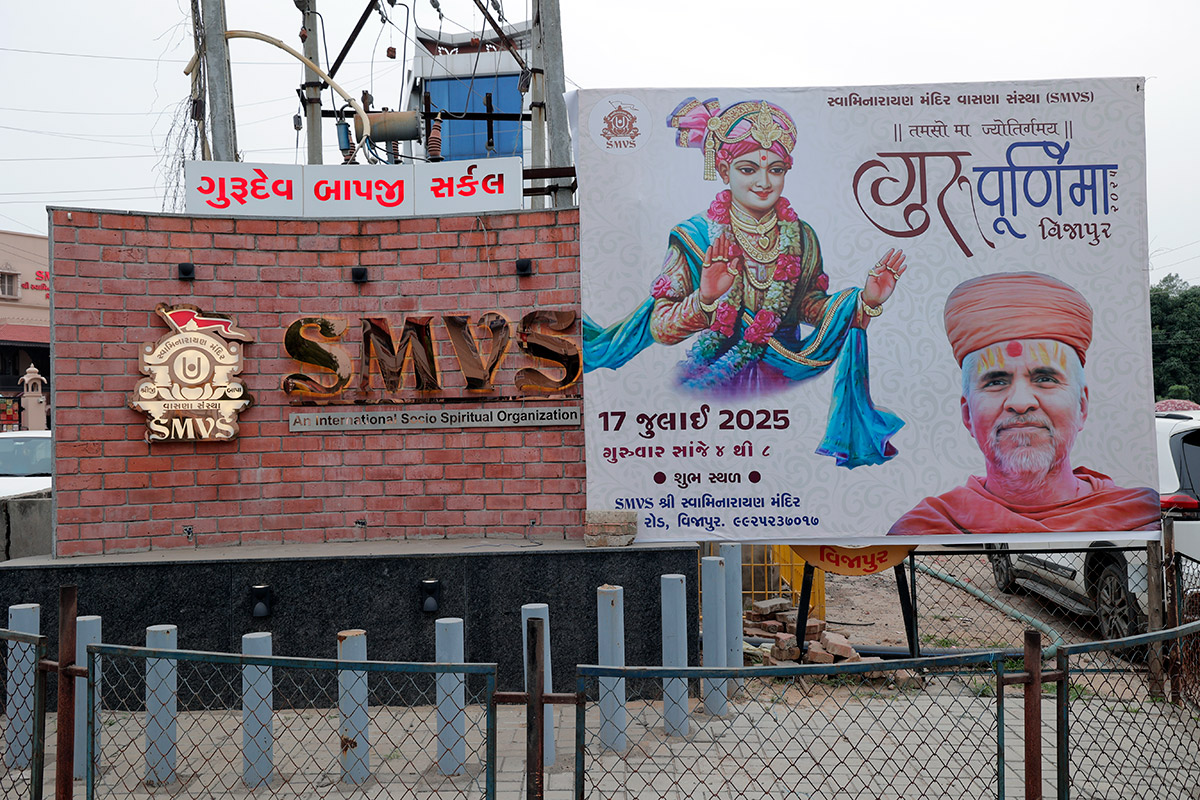 ગુરુદેવ બાપજી સર્કલ
સ્વામિનારાયણ મંદિર
શ્રીજી બાપા
વાસણા સંસ્થા
SMVS
SMVS
An International Socio Spiritual Organization
SMVS
સ્વામિનારાયણ મંદિર વાસણા સંસ્થા (SMVS)
|| તમસો મા જ્યોતિર્ગમય ||
ગુરુ પૂર્ણિમા ૨૦૨૫
વિજાપુર
17 જુલાઈ 2025
ગુરુવાર સાંજે ૪ થી ૮
● શુભ સ્થળ ●
SMVS શ્રી સ્વામિનારાયણ મંદિર
રોડ, વિજાપુર. ૯૯૨૫૨૩૭૦૧૭
વિજાપુર